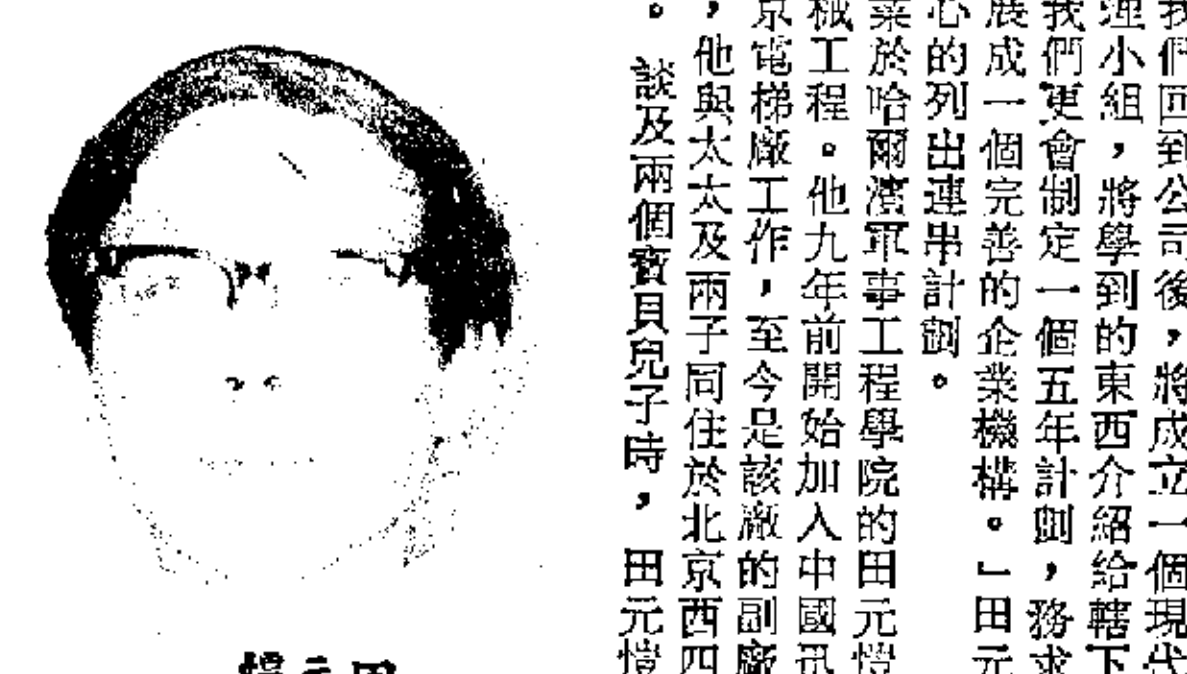 我們回到公司後，將成立一個現代
理小組，將學到的東西介紹給轄下
我們更會制定一個五年計劃，務求
展成一個完善的企業機構。」田元
心的列出連串計劃。
業於哈爾濱軍事工程學院的田元愷
械工程。他九年前開始加入中國迅
京電梯廠工作，至今是該廠的副廠
，他與太太及兩子同住於北京西四
。談及兩個寶貝兒子時，田元愷
愷元田